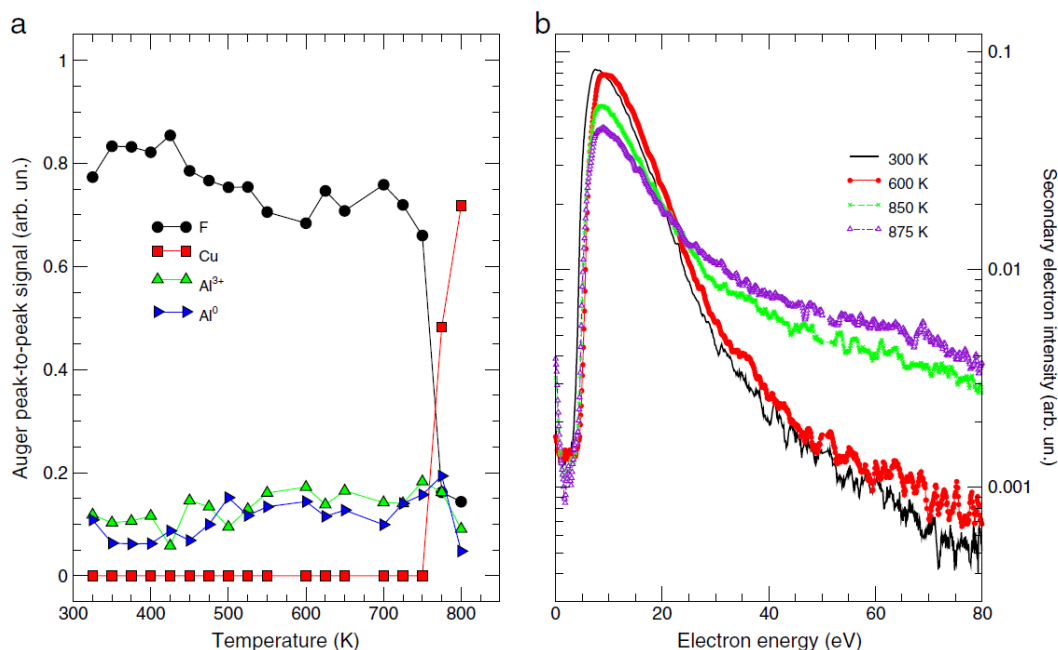 a
Auger peak-to-peak signal (arb. un.)
1
0.8
0.6
0.4
0.2
0
F
Cu
Al³⁺
Al⁰
300 400 500 600 700 800
Temperature (K)
b
300 K
600 K
850 K
875 K
0.1
0.01
0.001
Secondary electron intensity (arb. un.)
0 20 40 60 80
Electron energy (eV)